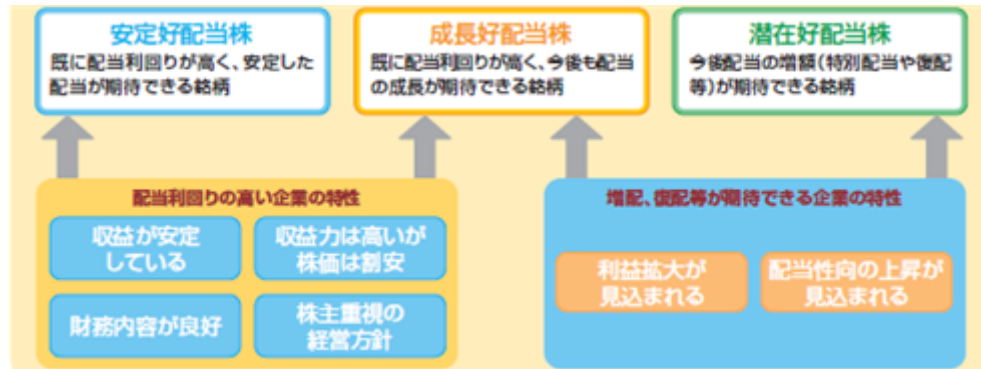 安定好配当株
既に配当利回りが高く、安定した
配当が期待できる銘柄
成長好配当株
既に配当利回りが高く、今後も配当
の成長が期待できる銘柄
潜在好配当株
今後配当の増額(特別配当や復配
等)が期待できる銘柄
配当利回りの高い企業の特性
収益が安定
している
収益力は高いが
株価は割安
財務内容が良好
株主重視の
経営方針
増配、復配等が期待できる企業の特性
利益拡大が
見込まれる
配当性向の上昇が
見込まれる